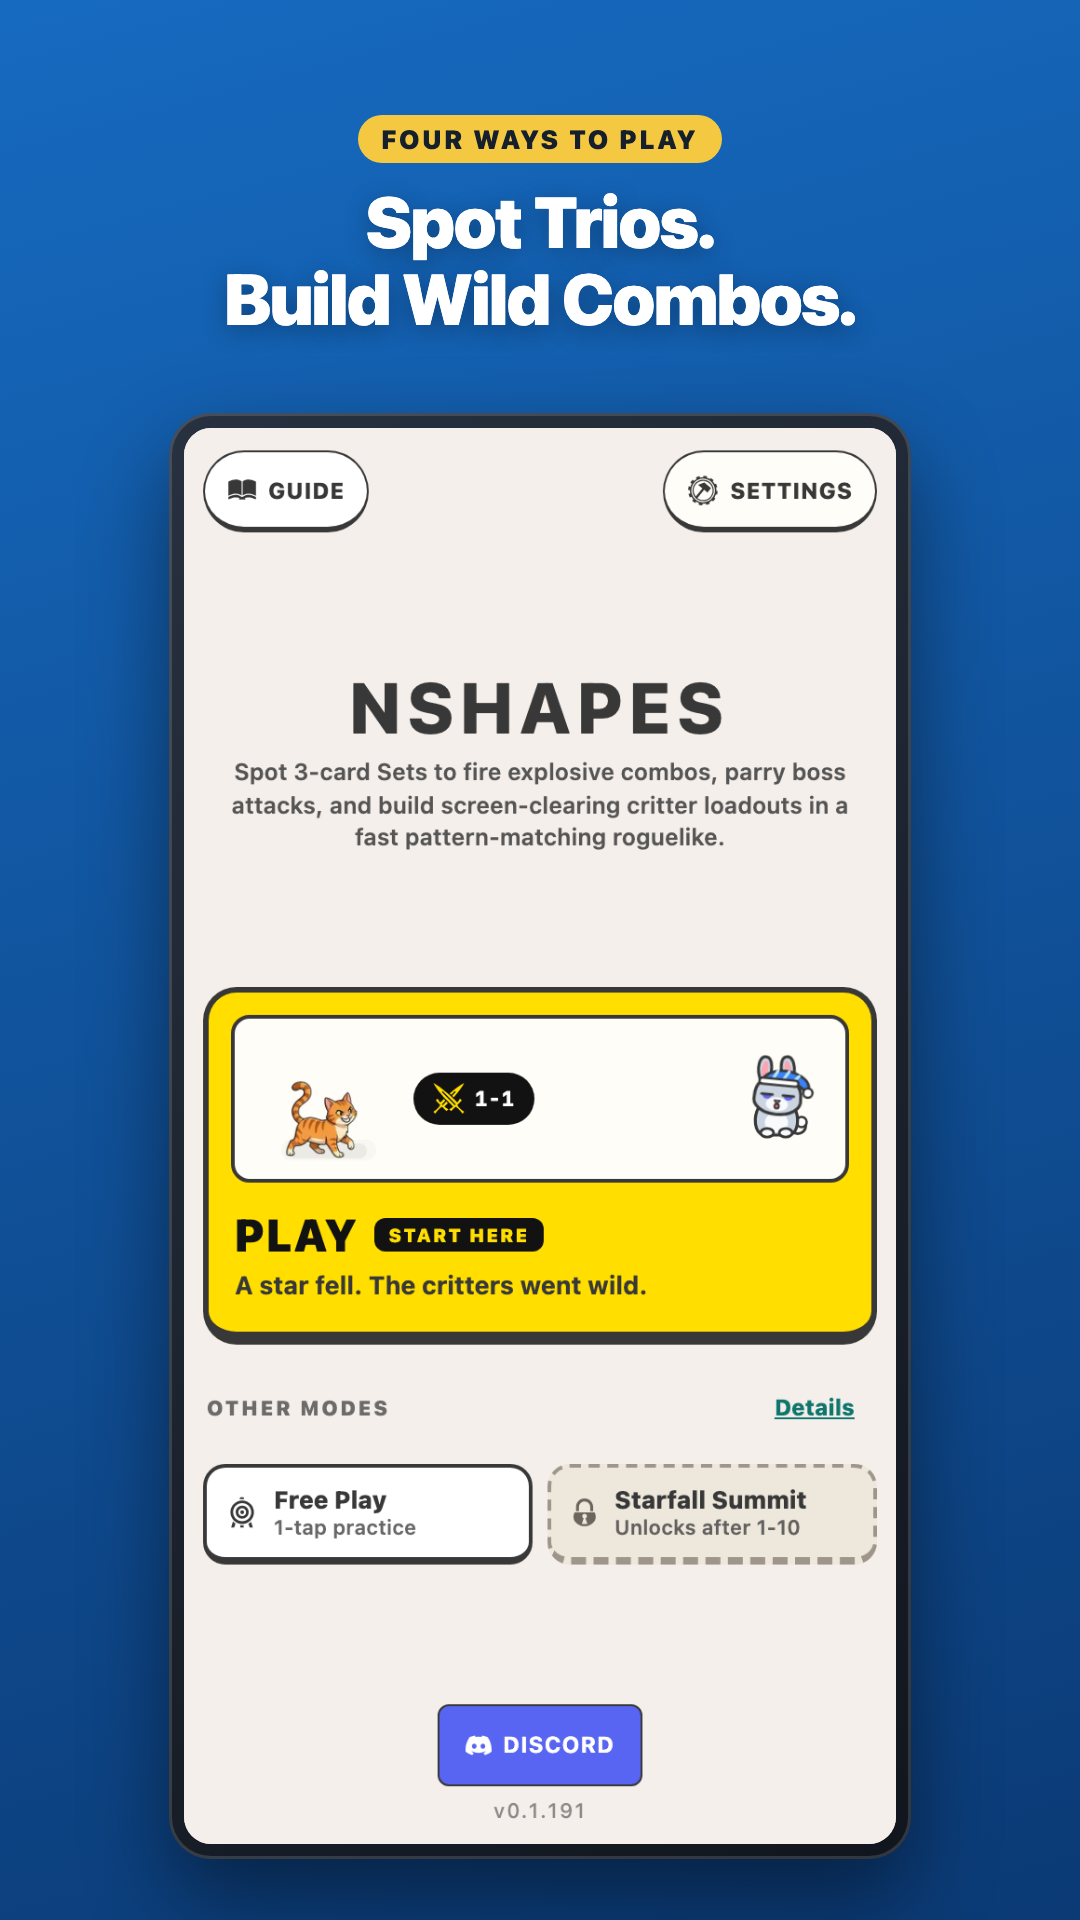 FOUR WAYS TO PLAY
Spot Trios.
Build Wild Combos.
GUIDE
SETTINGS
NSHAPES
Spot 3-card Sets to fire explosive combos, parry boss
attacks, and build screen-clearing critter loadouts in a
fast pattern-matching roguelike.
1-1
PLAY
START HERE
A star fell. The critters went wild.
OTHER MODES
Details
Free Play
1-tap practice
Starfall Summit
Unlocks after 1-10
DISCORD
v0.1.191